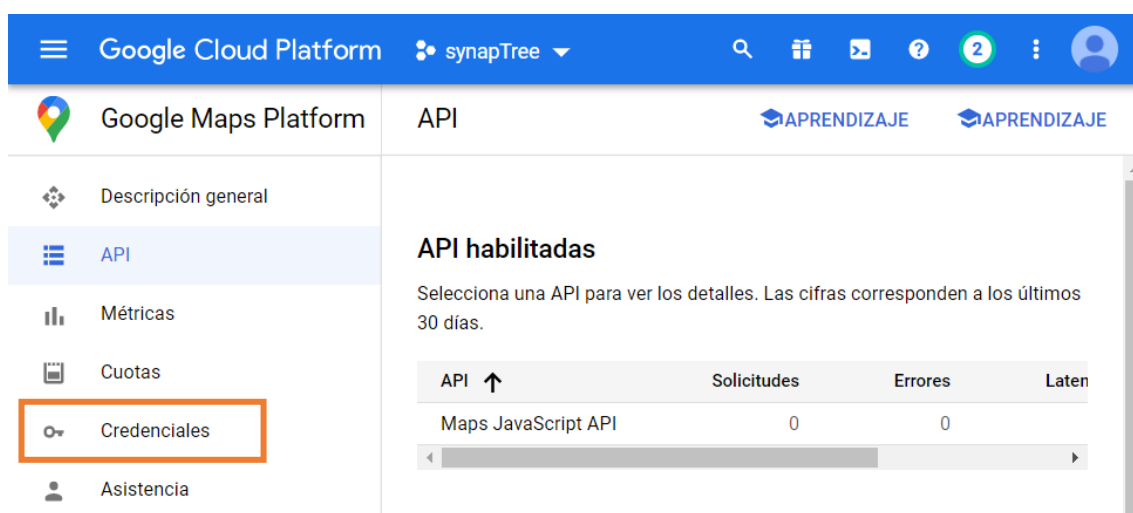 Google Cloud Platform synapTree 2
Google Maps Platform API APRENDIZAJE APRENDIZAJE
Descripción general
API
Métricas
Cuotas
Credenciales
Asistencia
API habilitadas
Selecciona una API para ver los detalles. Las cifras corresponden a los últimos
30 días.
API Solicitudes Errores Laten
Maps JavaScript API 0 0